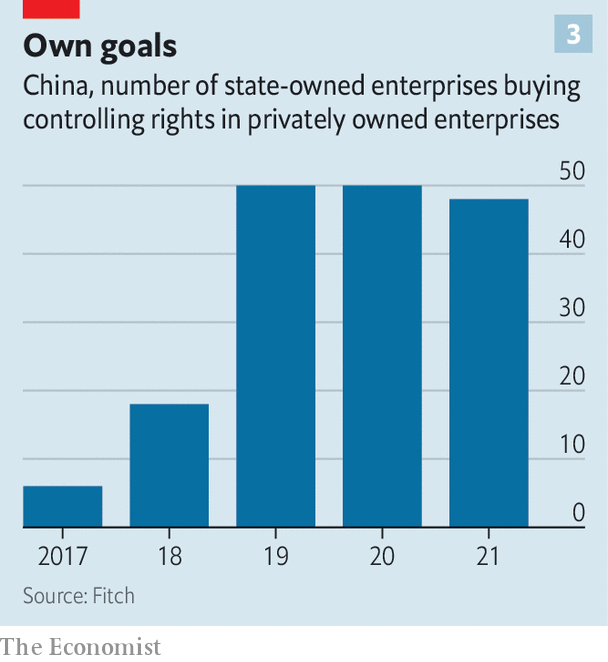 Own goals
3
China, number of state-owned enterprises buying
controlling rights in privately owned enterprises
50
40
30
20
10
0
2017 18 19 20 21
Source: Fitch
The Economist